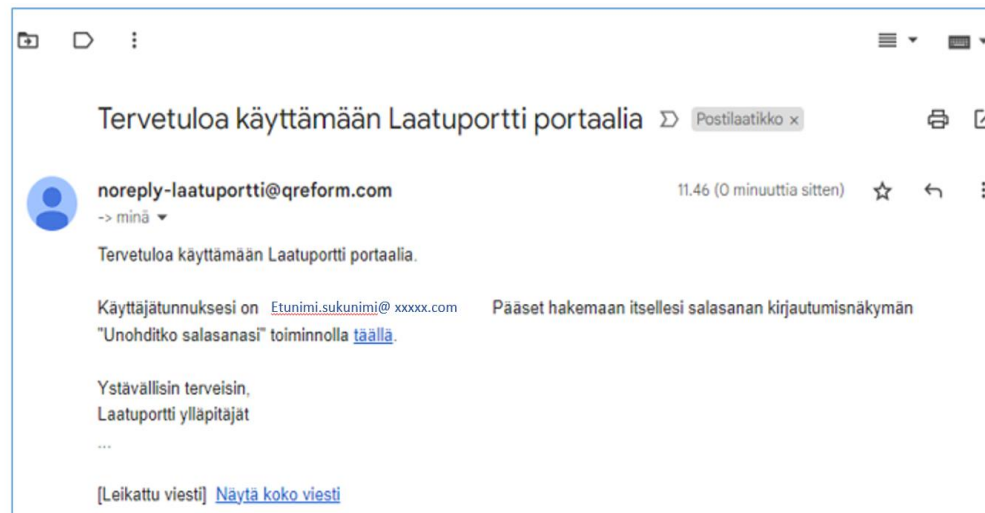 Tervetuloa käyttämään Laatuportti portaalia Postilaatikko ×
noreply-laatuportti@qreform.com 11.46 (0 minuuttia sitten)
-> minä
Tervetuloa käyttämään Laatuportti portaalia.
Käyttäjätunnuksesi on Etunimi.sukunimi@ xxxxx.com Pääset hakemaan itsellesi salasanan kirjautumisnäkymän
"Unohditko salasanasi" toiminnolla täällä.
Ystävällisin terveisin,
Laatuportti ylläpitäjät
...
[Leikattu viesti] Näytä koko viesti